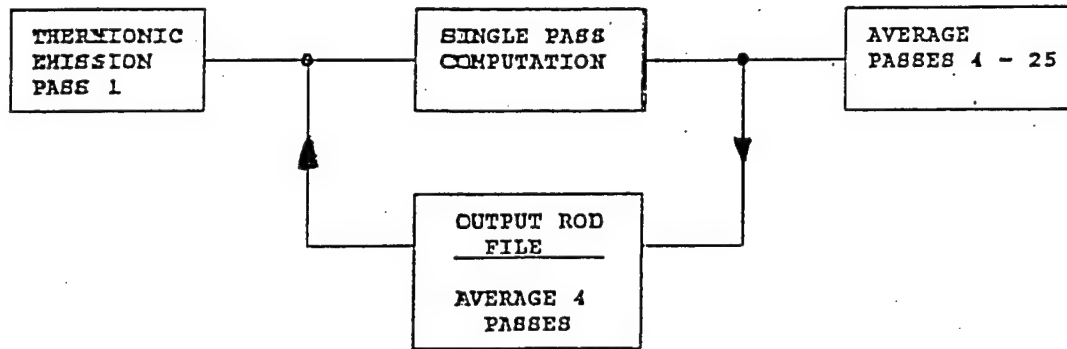 THERMIONIC
EMISSION
PASS 1
SINGLE PASS
COMPUTATION
AVERAGE
PASSES 4 - 25
OUTPUT ROD
FILE
AVERAGE 4
PASSES